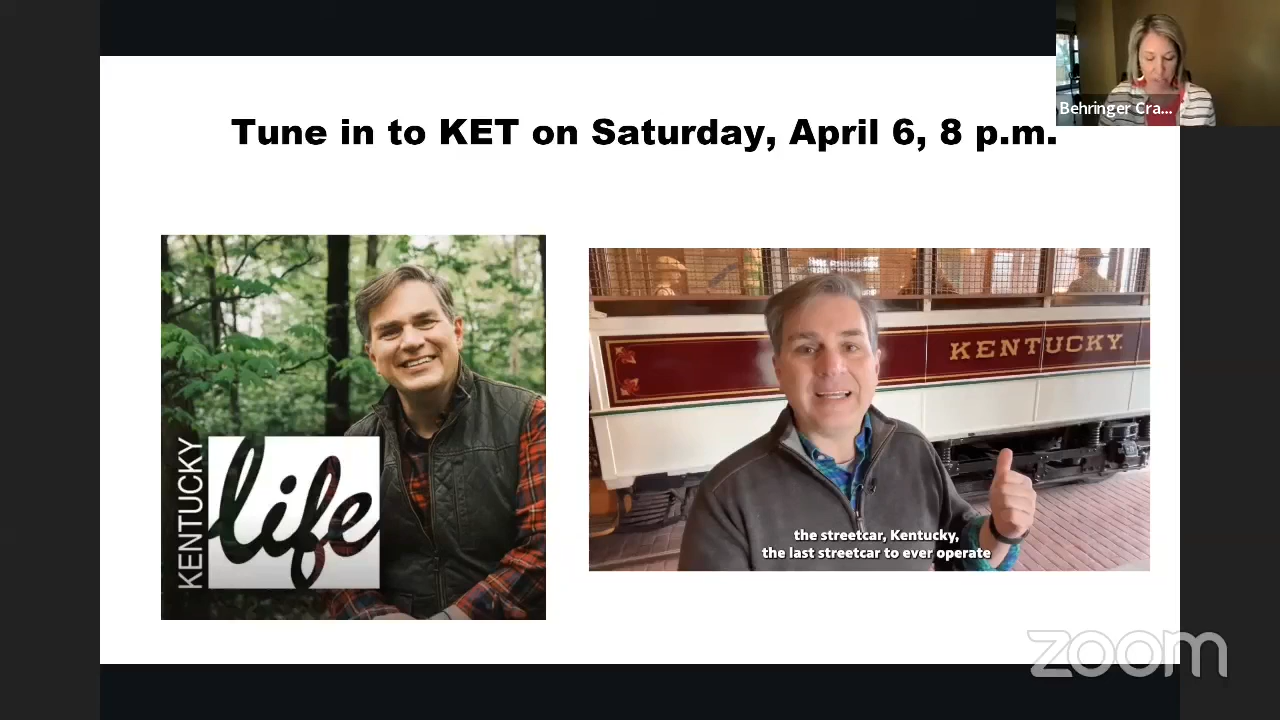 Behringer Cra...
Tune in to KET on Saturday, April 6, 8 p.m.
KENTUCKY
life
KENTUCKY.
the streetcar, Kentucky,
the last streetcar to ever operate
zoom